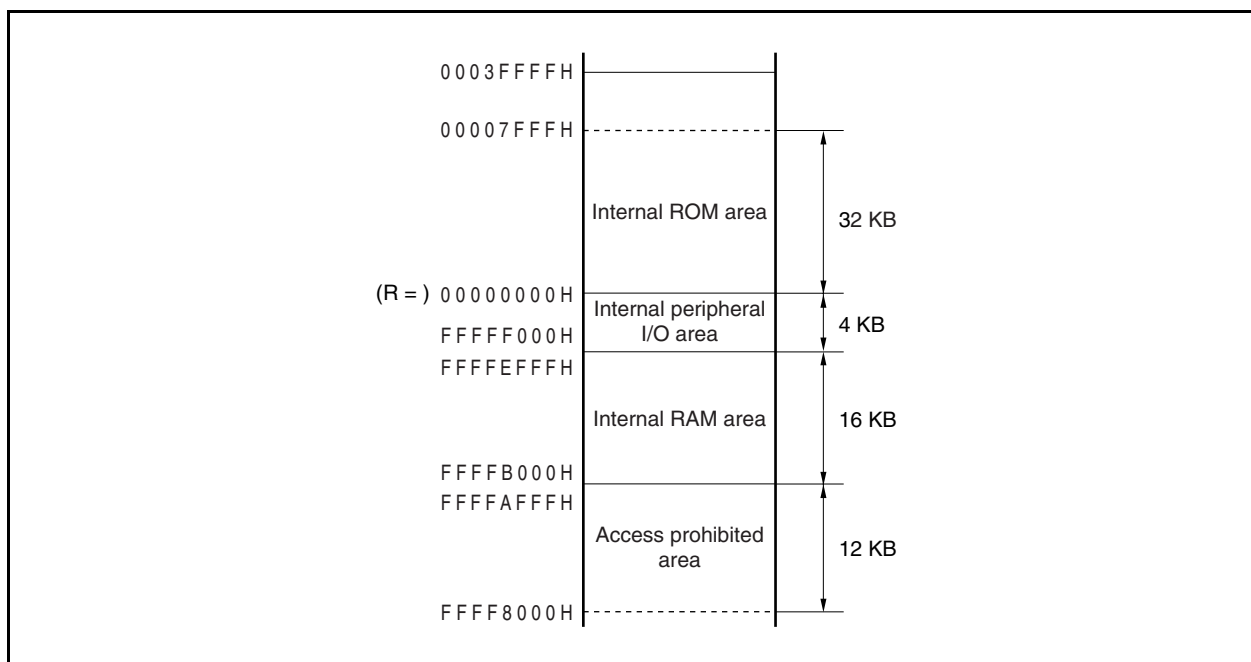 0003FFFFH
00007FFFH
Internal ROM area
32 KB
(R = ) 00000000H
Internal peripheral
I/O area
4 KB
FFFFF000H
FFFFEFFFH
Internal RAM area
16 KB
FFFFB000H
FFFFAFFFH
Access prohibited
area
12 KB
FFFF8000H